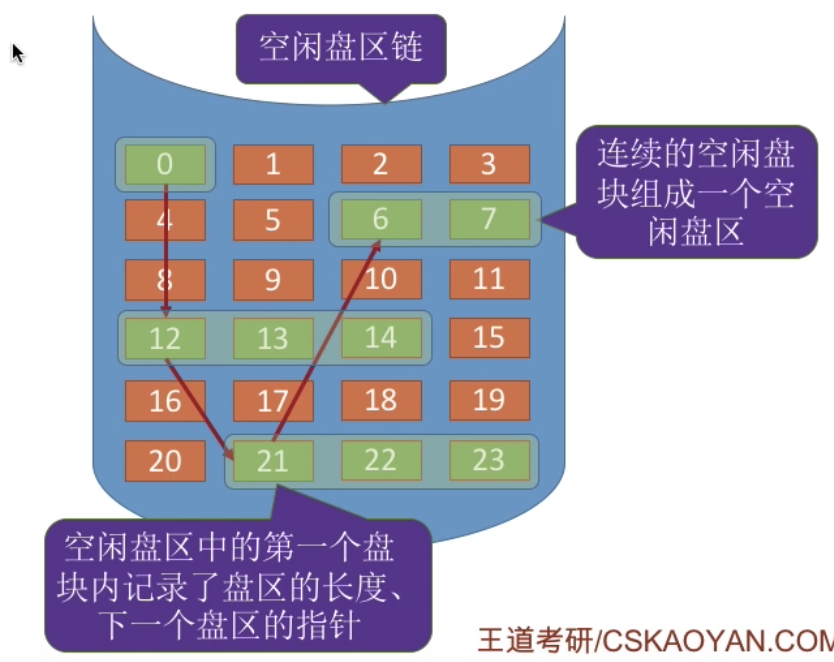 空闲盘区链
0 1 2 3
连续的空闲盘
块组成一个空
闲盘区
4 5 6 7
8 9 10 11
12 13 14 15
16 17 18 19
20 21 22 23
空闲盘区中的第一个盘
块内记录了盘区的长度、
下一个盘区的指针
王道考研/CSKAOYAN.COM